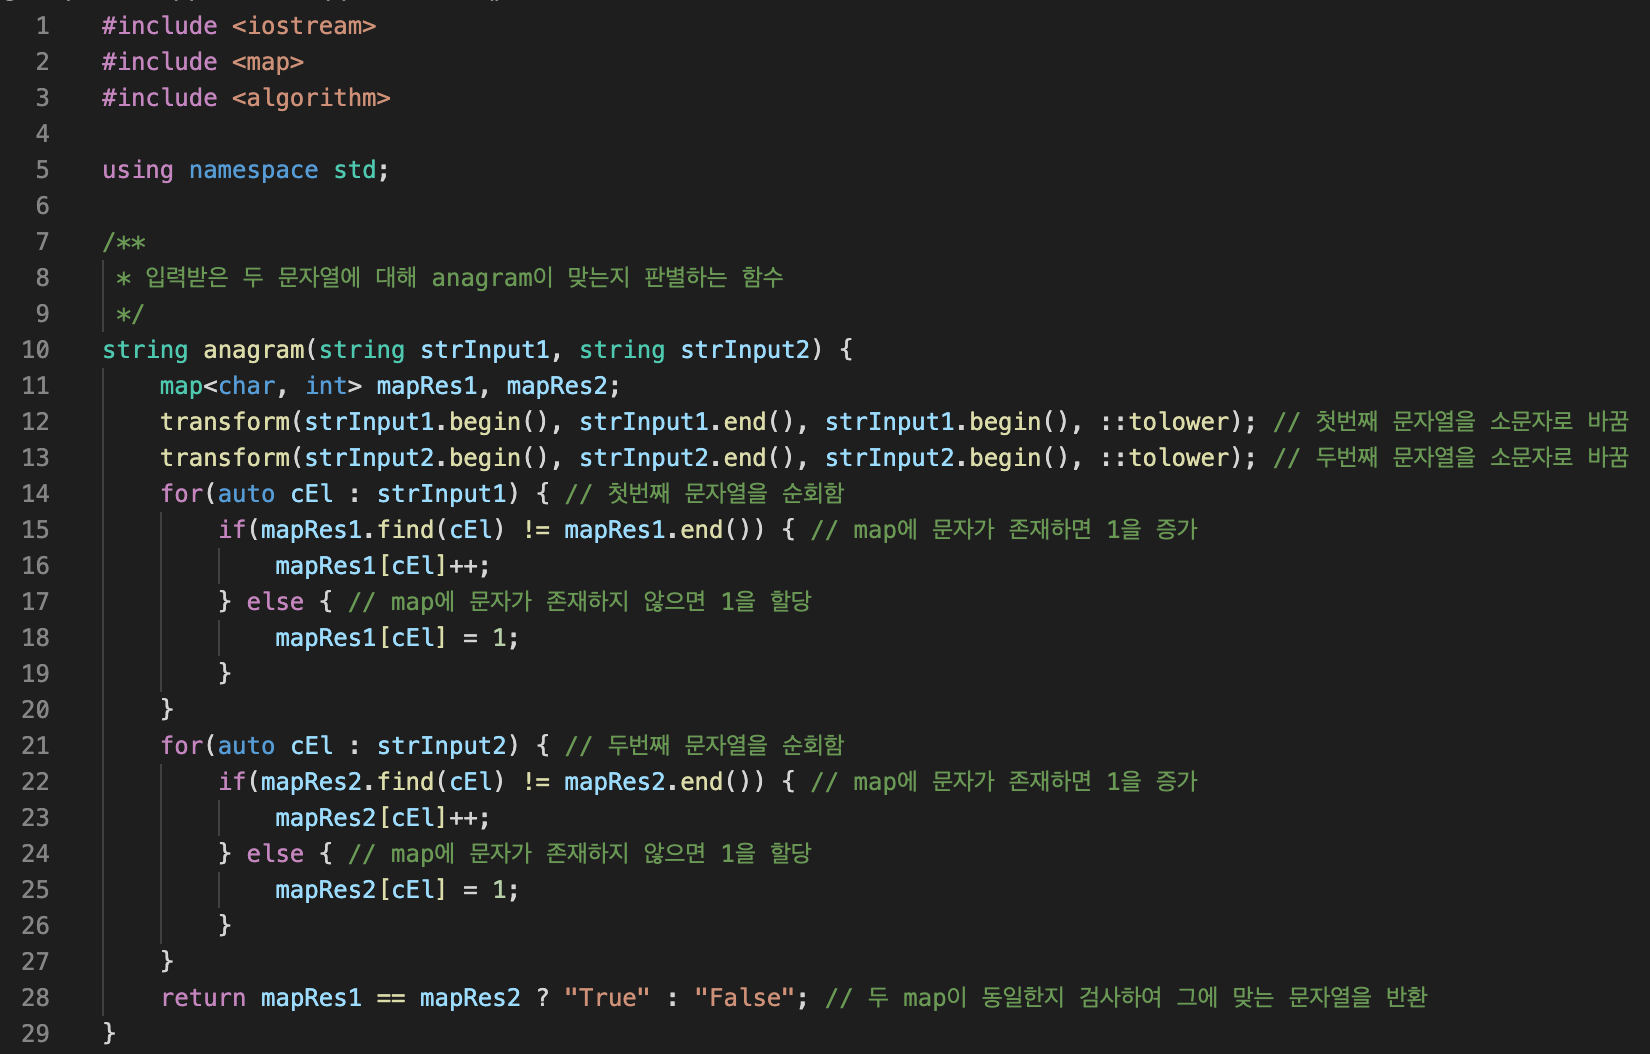 1 #include <iostream>
2 #include <map>
3 #include <algorithm>
4
5 using namespace std;
6
7 /**
8  * 입력받은 두 문자열에 대해 anagram이 맞는지 판별하는 함수
9  */
10 string anagram(string strInput1, string strInput2) {
11     map<char, int> mapRes1, mapRes2;
12     transform(strInput1.begin(), strInput1.end(), strInput1.begin(), ::tolower); // 첫번째 문자열을 소문자로 바꿈
13     transform(strInput2.begin(), strInput2.end(), strInput2.begin(), ::tolower); // 두번째 문자열을 소문자로 바꿈
14     for(auto cEl : strInput1) { // 첫번째 문자열을 순회함
15         if(mapRes1.find(cEl) != mapRes1.end()) { // map에 문자가 존재하면 1을 증가
16             mapRes1[cEl]++;
17         } else { // map에 문자가 존재하지 않으면 1을 할당
18             mapRes1[cEl] = 1;
19         }
20     }
21     for(auto cEl : strInput2) { // 두번째 문자열을 순회함
22         if(mapRes2.find(cEl) != mapRes2.end()) { // map에 문자가 존재하면 1을 증가
23             mapRes2[cEl]++;
24         } else { // map에 문자가 존재하지 않으면 1을 할당
25             mapRes2[cEl] = 1;
26         }
27     }
28     return mapRes1 == mapRes2 ? "True" : "False"; // 두 map이 동일한지 검사하여 그에 맞는 문자열을 반환
29 }